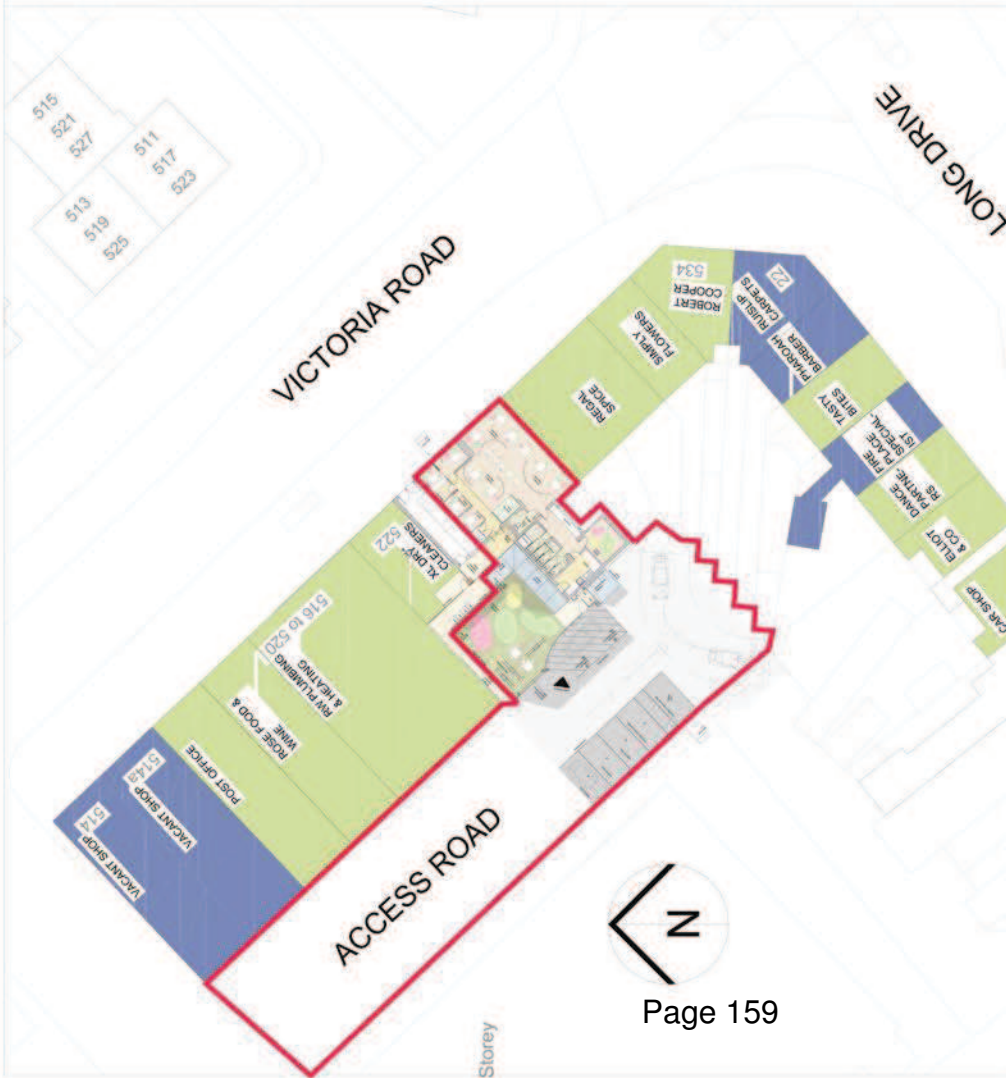 515
521
527
511
517
523
513
519
525
VICTORIA ROAD
LONG DRIVE
534
ROBERT
COOPER
SIMPLY
FLOWERS
REGAL
SPICE
22
RUISLIP
CARPETS
PHAROAH
BARBER
TASTY
BITES
FIRE
PLACE
SPECIAL-
IST
DANCE
PARTNE-
RS
ELLIOT
& CO
CAR SHOP
522
XL DRY
CLEANERS
516 to 520
RW PLUMBING
& HEATING
ROSE FOOD &
WINE
POST OFFICE
514a
VACANT SHOP
514
VACANT SHOP
ACCESS ROAD
N
Page 159
Storey